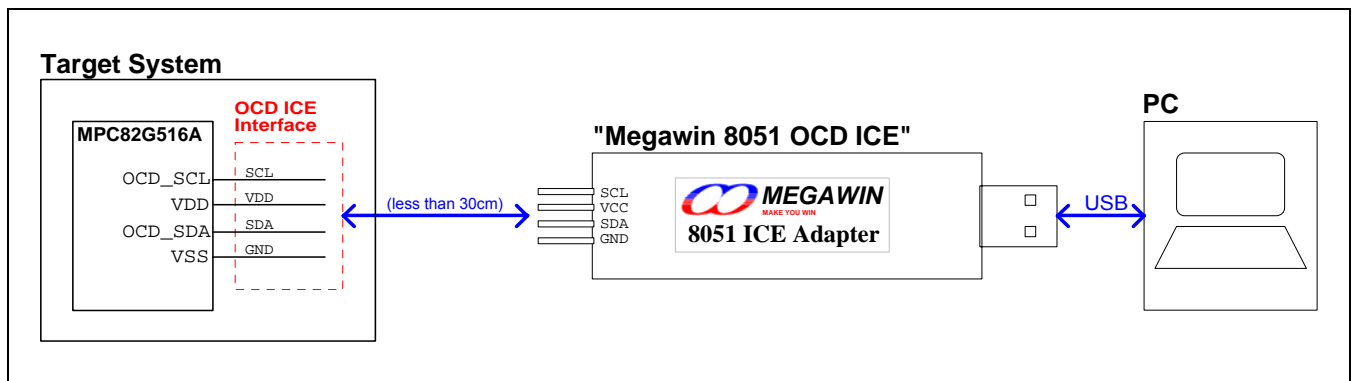 Target System
OCD ICE
Interface
MPC82G516A
OCD_SCL
VDD
OCD_SDA
VSS
SCL
VDD
SDA
GND
(less than 30cm)
"Megawin 8051 OCD ICE"
SCL
VCC
SDA
GND
MEGAWIN
MAKE YOU WIN
8051 ICE Adapter
USB
PC